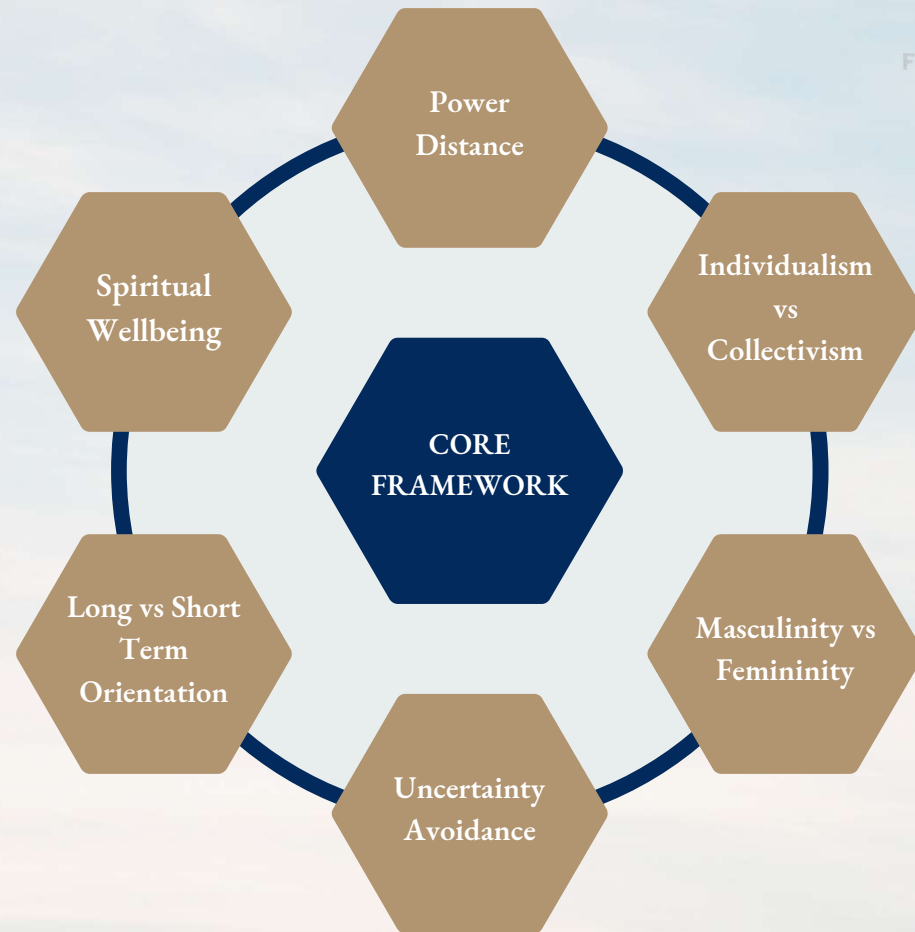 Power
Distance
Individualism
vs
Collectivism
Masculinity vs
Femininity
Uncertainty
Avoidance
Long vs Short
Term
Orientation
Spiritual
Wellbeing
CORE
FRAMEWORK